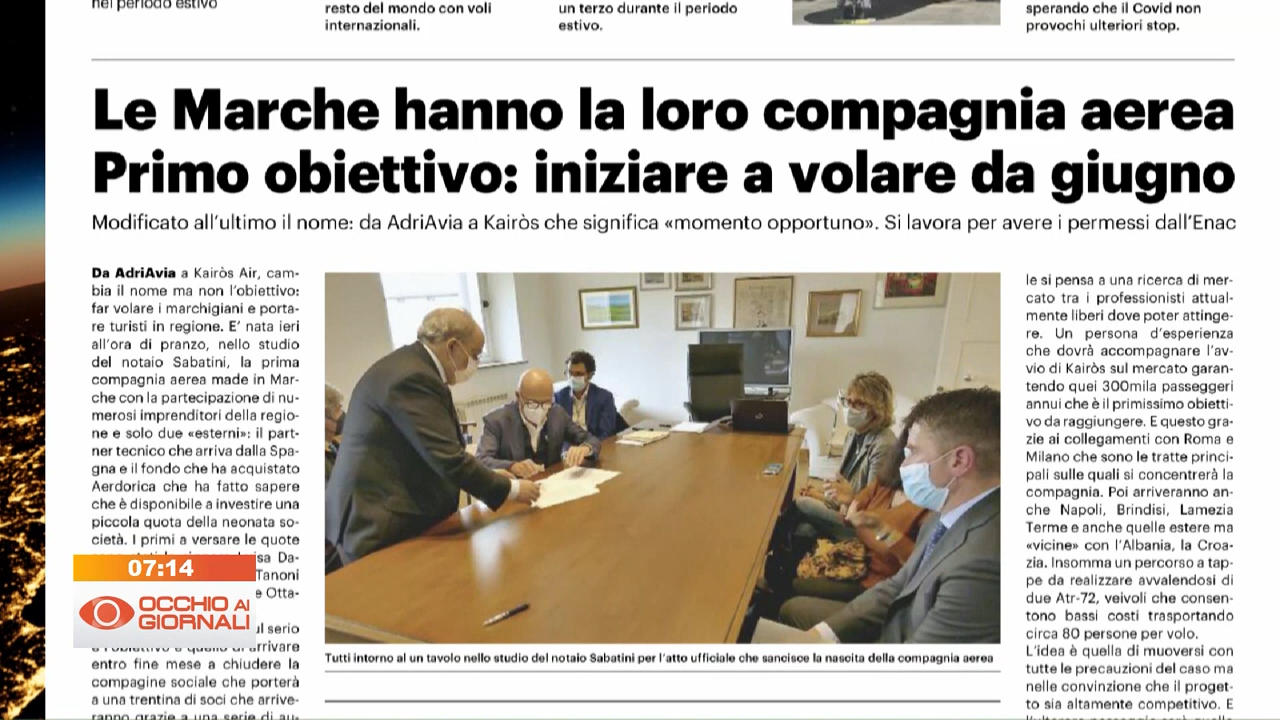 nel periodo estivo
resto del mondo con voli
internazionali.
un terzo durante il periodo
estivo.
sperando che il Covid non
provochi ulteriori stop.
Le Marche hanno la loro compagnia aerea
Primo obiettivo: iniziare a volare da giugno
Modificato all'ultimo il nome: da AdriAvia a Kairòs che significa «momento opportuno». Si lavora per avere i permessi dall'Enac
Da AdriAvia a Kairòs Air, cam-
bia il nome ma non l'obiettivo:
far volare i marchigiani e porta-
re turisti in regione. E' nata ieri
all'ora di pranzo, nello studio
del notaio Sabatini, la prima
compagnia aerea made in Mar-
che con la partecipazione di nu-
merosi imprenditori della regio-
ne e solo due «esterni»: il part-
ner tecnico che arriva dalla Spa-
gna e il fondo che ha acquistato
Aerdorica che ha fatto sapere
che è disponibile a investire una
piccola quota della neonata so-
cietà. I primi a versare le quote
Da-
Tanoni
e Otta-
07:14
OCCHIO AI
GIORNALI
ul serio
arrivare
entro fine mese a chiudere la
compagine sociale che porterà
a una trentina di soci che arrive-
ranno grazie a una serie di au-
Tutti intorno al un tavolo nello studio del notaio Sabatini per l'atto ufficiale che sancisce la nascita della compagnia aerea
le si pensa a una ricerca di mer-
cato tra i professionisti attual-
mente liberi dove poter attinge-
re. Un persona d'esperienza
che dovrà accompagnare l'av-
vio di Kairòs sul mercato garan-
tendo quei 300mila passeggeri
annui che è il primissimo obietti-
vo da raggiungere. E questo gra-
zie ai collegamenti con Roma e
Milano che sono le tratte princi-
pali sulle quali si concentrerà la
compagnia. Poi arriveranno an-
che Napoli, Brindisi, Lamezia
Terme e anche quelle estere ma
«vicine» con l'Albania, la Croa-
zia. Insomma un percorso a tap-
pe da realizzare avvalendosi di
due Atr-72, veivoli che consen-
tono bassi costi trasportando
circa 80 persone per volo.
L'idea è quella di muoversi con
tutte le precauzioni del caso ma
nelle convinzione che il proget-
to sia altamente competitivo. E